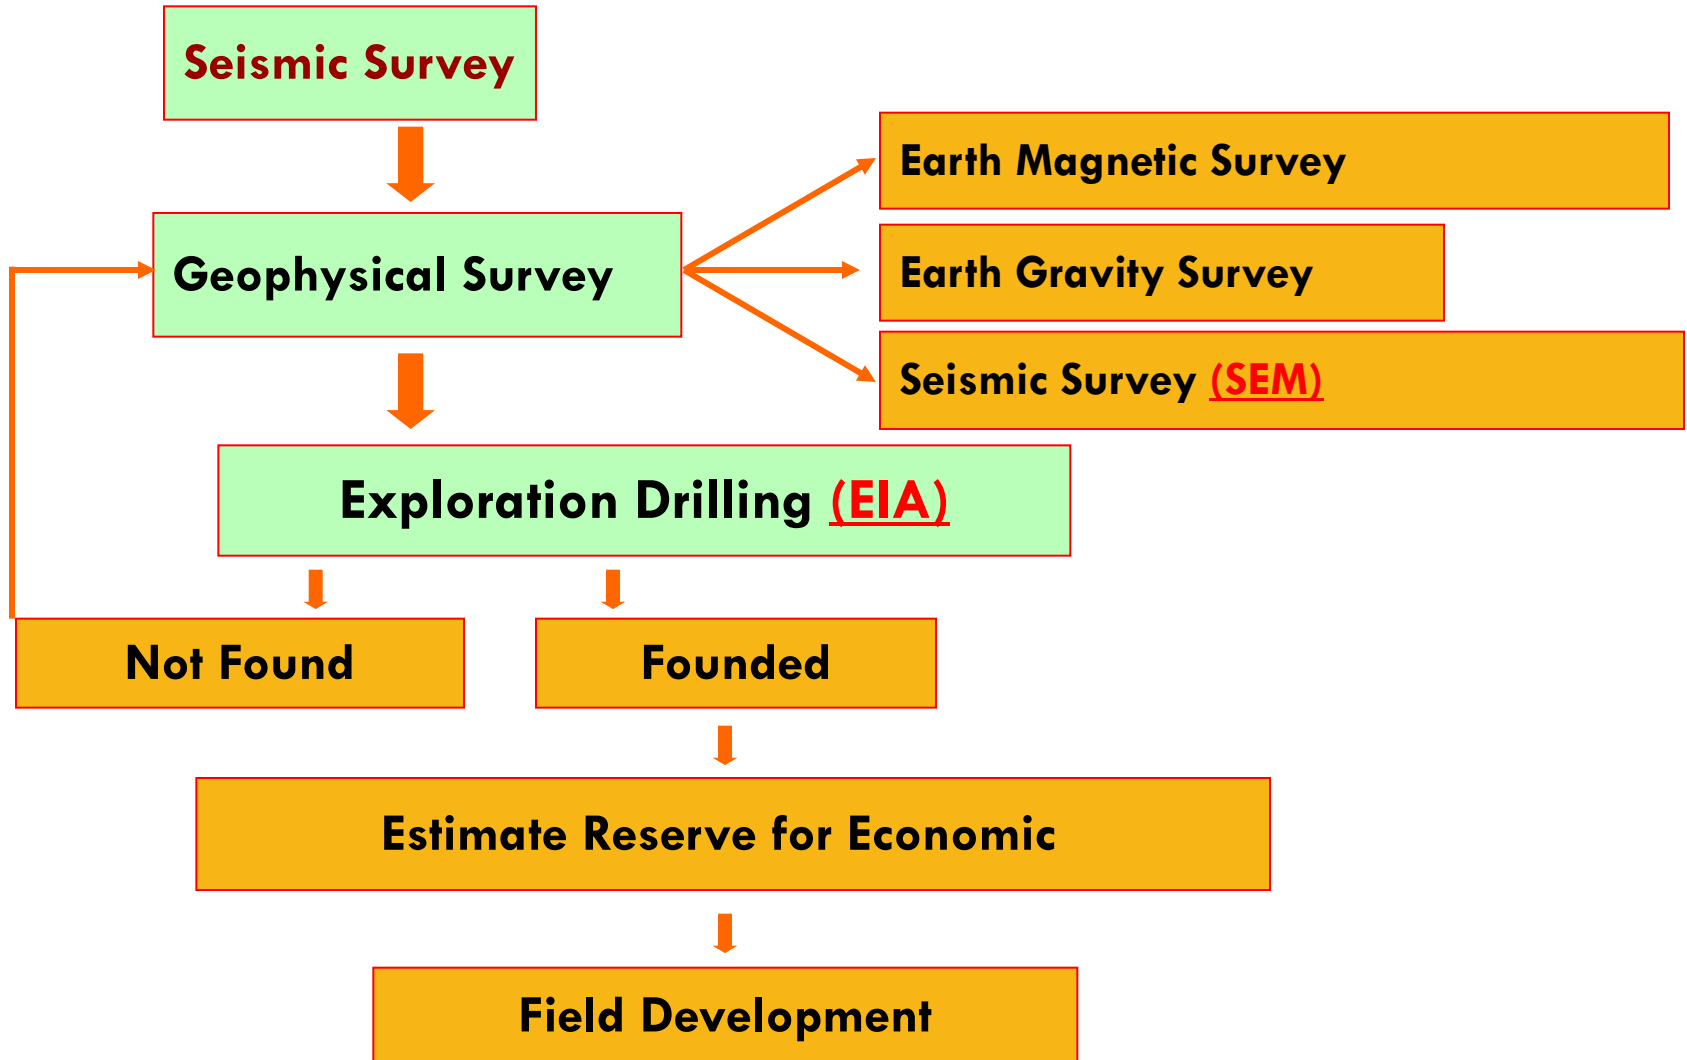 Seismic Survey
Earth Magnetic Survey
Geophysical Survey
Earth Gravity Survey
Seismic Survey (SEM)
Exploration Drilling (EIA)
Not Found
Founded
Estimate Reserve for Economic
Field Development